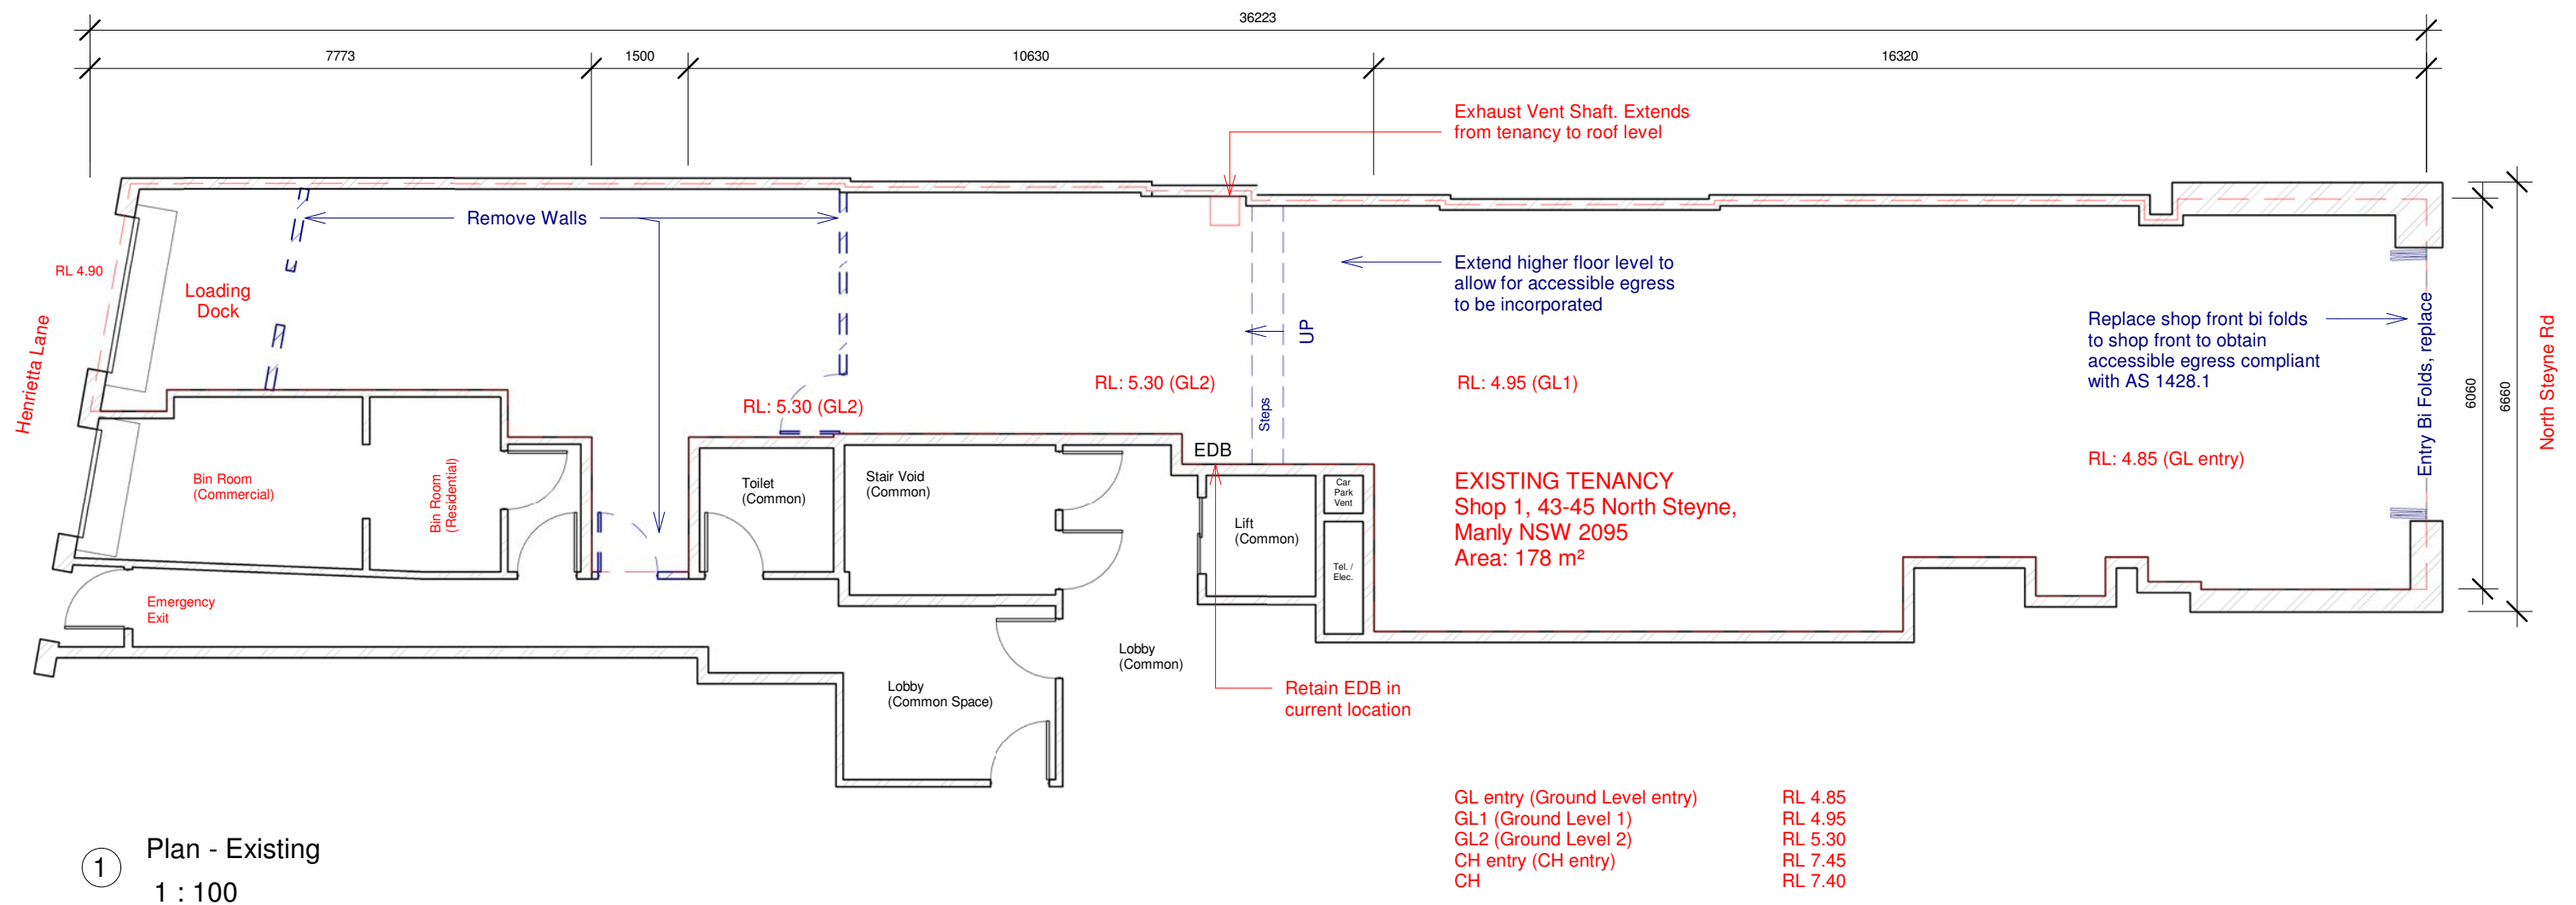 36223
7773
1500
10630
16320
Exhaust Vent Shaft. Extends
from tenancy to roof level
Remove Walls
RL 4.90
Loading
Dock
Henrietta Lane
Extend higher floor level to
allow for accessible egress
to be incorporated
UP
Steps
Replace shop front bi folds
to shop front to obtain
accessible egress compliant
with AS 1428.1
Entry Bi Folds, replace
6060
6660
North Steyne Rd
RL: 5.30 (GL2)
RL: 5.30 (GL2)
RL: 4.95 (GL1)
RL: 4.85 (GL entry)
EDB
Bin Room
(Commercial)
Bin Room
(Residential)
Toilet
(Common)
Stair Void
(Common)
Lift
(Common)
Car
Park
Vent
Tel. /
Elec.
EXISTING TENANCY
Shop 1, 43-45 North Steyne,
Manly NSW 2095
Area: 178 m²
Emergency
Exit
Lobby
(Common)
Lobby
(Common Space)
Retain EDB in
current location
GL entry (Ground Level entry) RL 4.85
GL1 (Ground Level 1) RL 4.95
GL2 (Ground Level 2) RL 5.30
CH entry (CH entry) RL 7.45
CH RL 7.40
1 Plan - Existing
1 : 100